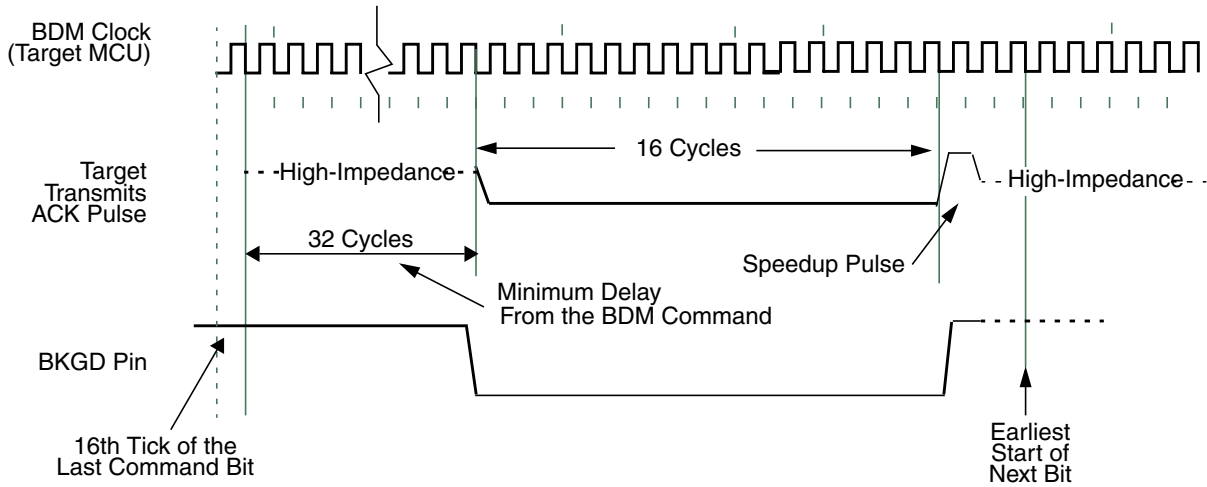 BDM Clock
(Target MCU)
16 Cycles
Target
Transmits
ACK Pulse
High-Impedance
High-Impedance
32 Cycles
Speedup Pulse
Minimum Delay
From the BDM Command
BKGD Pin
16th Tick of the
Last Command Bit
Earliest
Start of
Next Bit